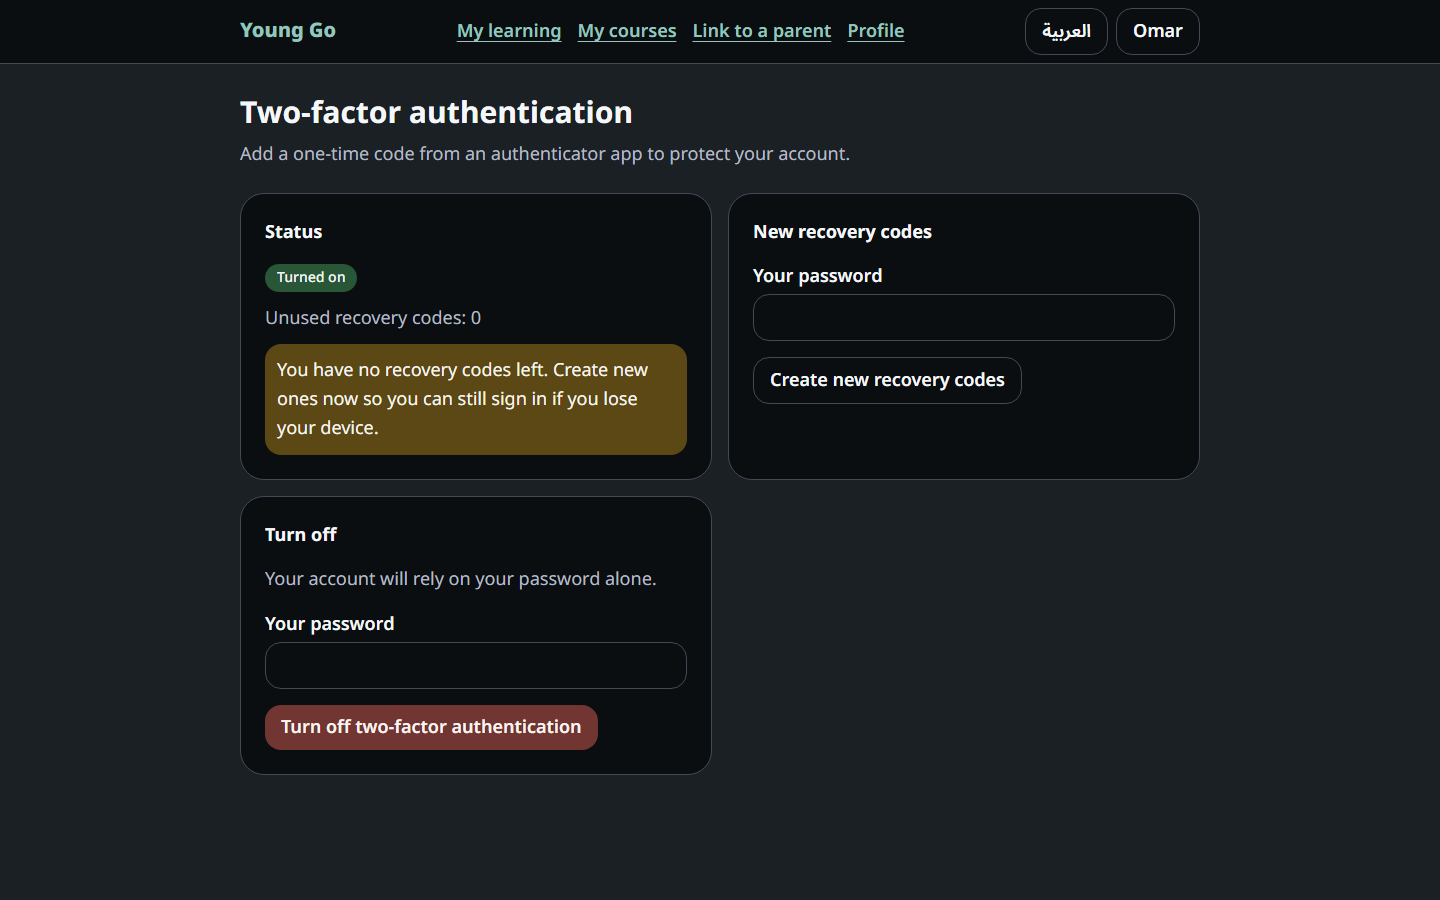 Young Go
My learning
My courses
Link to a parent
Profile
العربية
Omar
Two-factor authentication
Add a one-time code from an authenticator app to protect your account.
Status
Turned on
Unused recovery codes: 0
You have no recovery codes left. Create new
ones now so you can still sign in if you lose
your device.
New recovery codes
Your password
Create new recovery codes
Turn off
Your account will rely on your password alone.
Your password
Turn off two-factor authentication